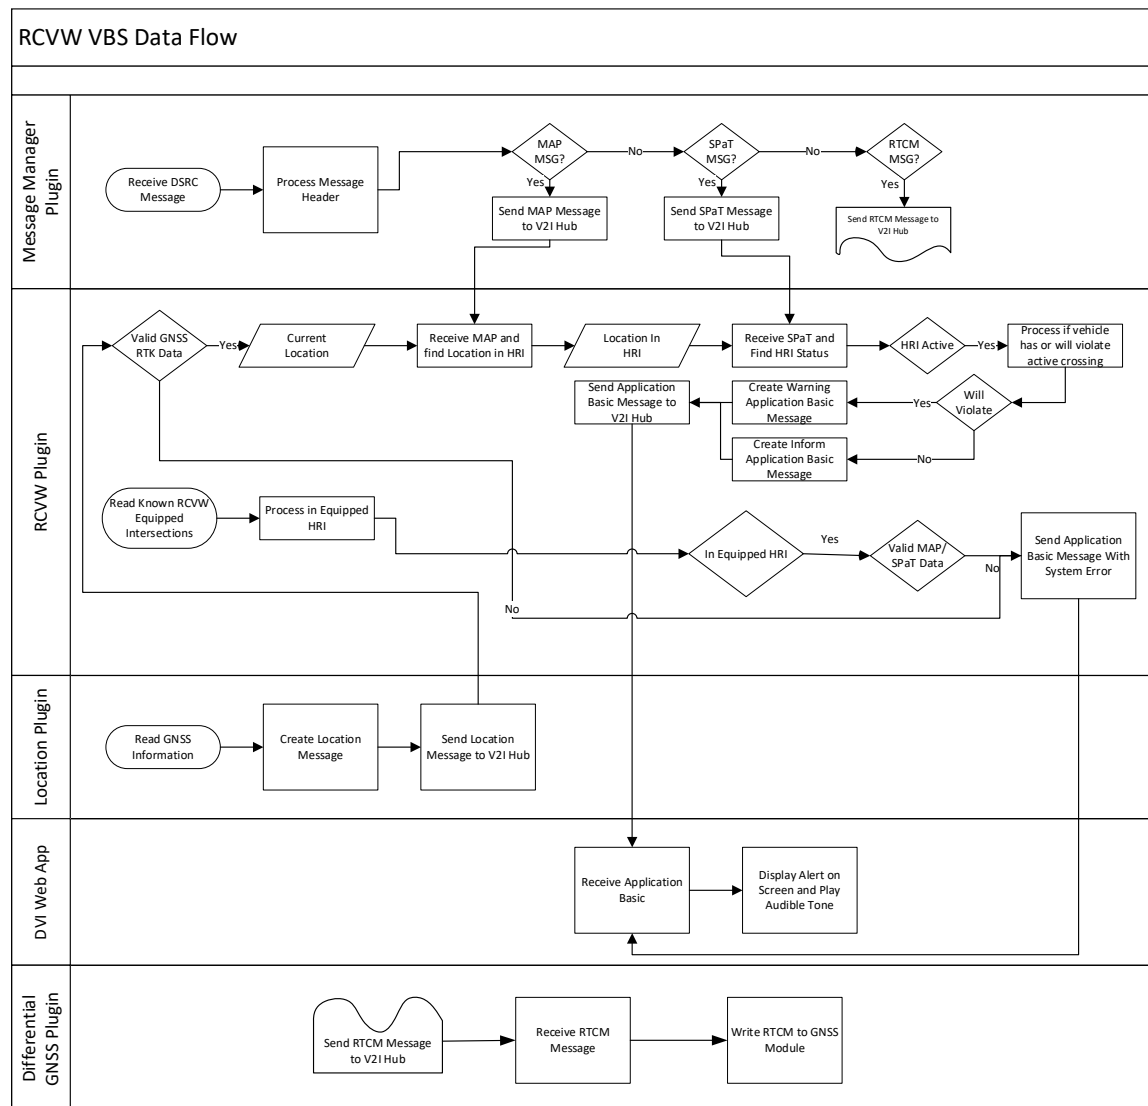 RCVW VBS Data Flow
Message Manager
Plugin
Receive DSRC
Message
Process Message
Header
MAP
MSG?
No
SPaT
MSG?
No
RTCM
MSG?
Yes
Yes
Yes
Send MAP Message
to V2I Hub
Send SPaT Message
to V2I Hub
Send RTCM Message to
V2I Hub
RCVW Plugin
Valid GNSS
RTK Data
Yes
Current
Location
Receive MAP and
find Location in HRI
Location In
HRI
Receive SPaT and
Find HRI Status
HRI Active
Yes
Process if vehicle
has or will violate
active crossing
Send Application
Basic Message to
V2I Hub
Create Warning
Application Basic
Message
Yes
Will
Violate
Create Inform
Application Basic
Message
No
Read Known RCVW
Equipped
Intersections
Process in Equipped
HRI
In Equipped HRI
Yes
Valid MAP/
SPaT Data
No
Send Application
Basic Message With
System Error
No
Location Plugin
Read GNSS
Information
Create Location
Message
Send Location
Message to V2I Hub
DVI Web App
Receive Application
Basic
Display Alert on
Screen and Play
Audible Tone
Differential
GNSS Plugin
Send RTCM Message
to V2I Hub
Receive RTCM
Message
Write RTCM to GNSS
Module